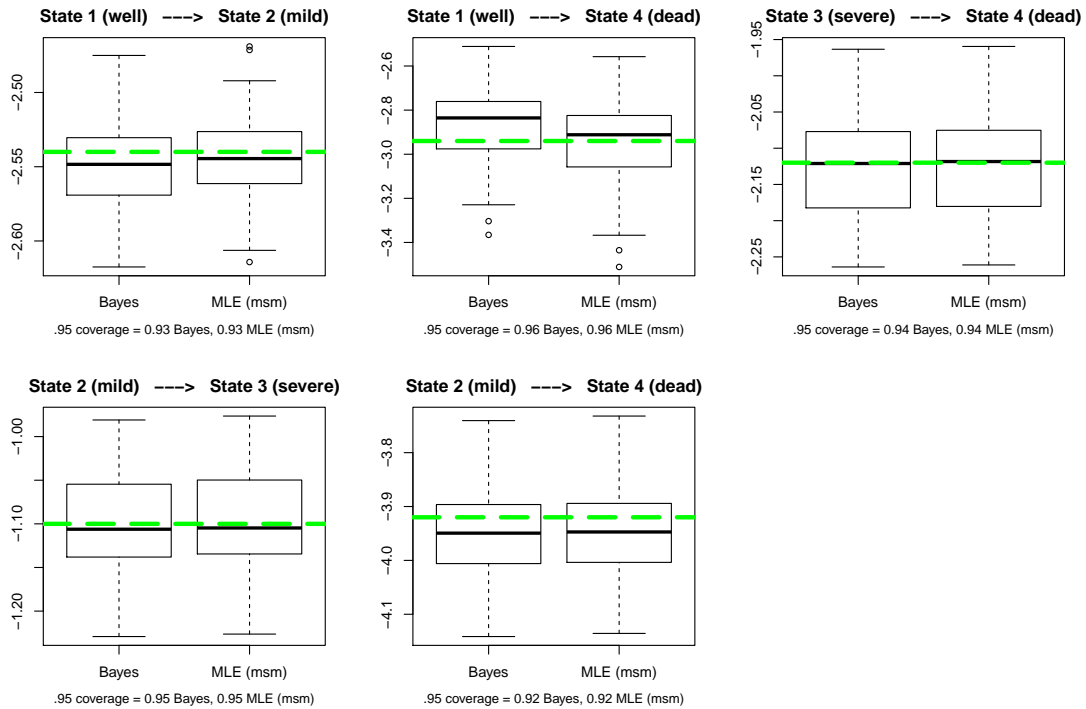 State 1 (well) −−−> State 2 (mild)
−2.50
−2.55
−2.60
Bayes
MLE (msm)
.95 coverage = 0.93 Bayes, 0.93 MLE (msm)
State 1 (well) −−−> State 4 (dead)
−2.6
−2.8
−3.0
−3.2
−3.4
Bayes
MLE (msm)
.95 coverage = 0.96 Bayes, 0.96 MLE (msm)
State 3 (severe) −−−> State 4 (dead)
−1.95
−2.05
−2.15
−2.25
Bayes
MLE (msm)
.95 coverage = 0.94 Bayes, 0.94 MLE (msm)
State 2 (mild) −−−> State 3 (severe)
−1.00
−1.10
−1.20
Bayes
MLE (msm)
.95 coverage = 0.95 Bayes, 0.95 MLE (msm)
State 2 (mild) −−−> State 4 (dead)
−3.8
−3.9
−4.0
−4.1
Bayes
MLE (msm)
.95 coverage = 0.92 Bayes, 0.92 MLE (msm)